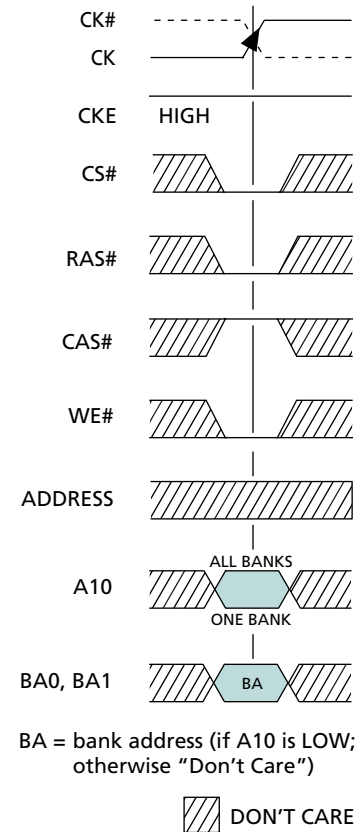 CK#
CK
CKE HIGH
CS#
RAS#
CAS#
WE#
ADDRESS
ALL BANKS
A10
ONE BANK
BA0, BA1 BA
BA = bank address (if A10 is LOW;
otherwise “Don’t Care”)
DON’T CARE